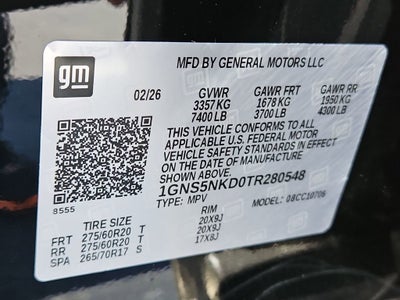 gm
MFD BY GENERAL MOTORS LLC
02/26 GVWR GAWR FRT GAWR RR
3357 KG 1678 KG 1950 KG
7400 LB 3700 LB 4300 LB
THIS VEHICLE CONFORMS TO ALL
APPLICABLE U.S. FEDERAL MOTOR
VEHICLE SAFETY STANDARDS IN
EFFECT ON THE DATE OF MANUFACTURE
SHOWN ABOVE.
1GNS5NKD0TR280548
8555 TYPE: MPV MODEL: 08CC10706
TIRE SIZE RIM
FRT 275/60R20 T 20X9J
RR 275/60R20 T 20X9J
SPA 265/70R17 S 17X8J